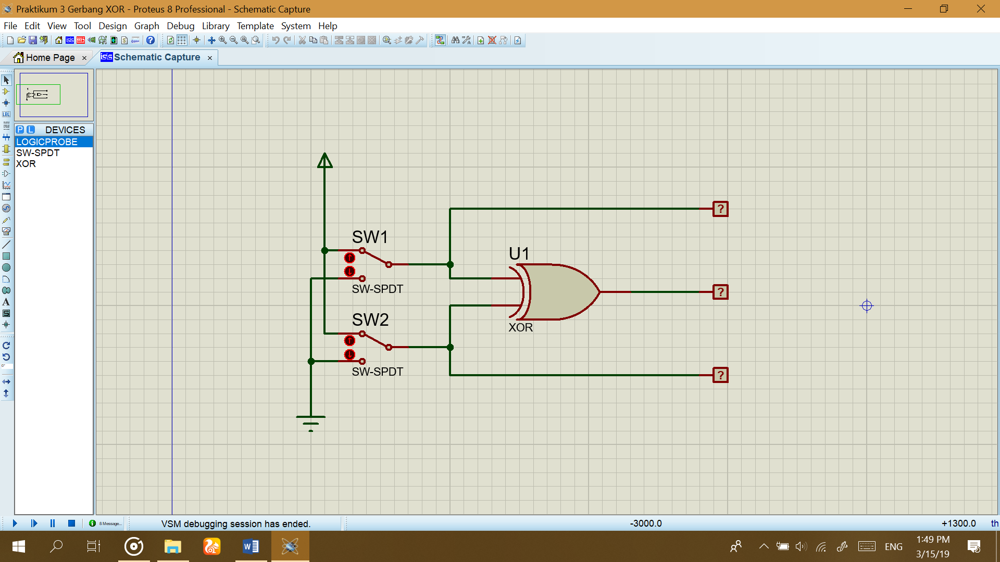 Praktikum 3 Gerbang XOR - Proteus 8 Professional - Schematic Capture
File Edit View Tool Design Graph Debug Library Template System Help
Home Page × Schematic Capture ×
P L DEVICES
LOGICPROBE
SW-SPDT
XOR
LBL
A
S
SW1
SW-SPDT
SW2
SW-SPDT
U1
XOR
?
?
?
8 Message...
VSM debugging session has ended.
-3000.0
+1300.0 th
ENG
1:49 PM
3/15/19